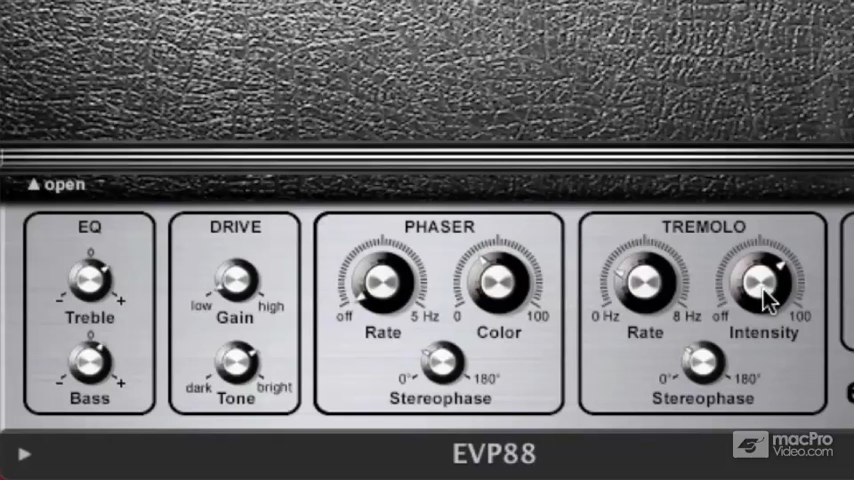 ▲open
EQ
0
- +
Treble
0
- +
Bass
DRIVE
low high
Gain
dark bright
Tone
PHASER
off 5 Hz
Rate
0 100
Color
0° 180°
Stereophase
TREMOLO
0 Hz 8 Hz
Rate
off 100
Intensity
0° 180°
Stereophase
EVP88
macPro
Video.com